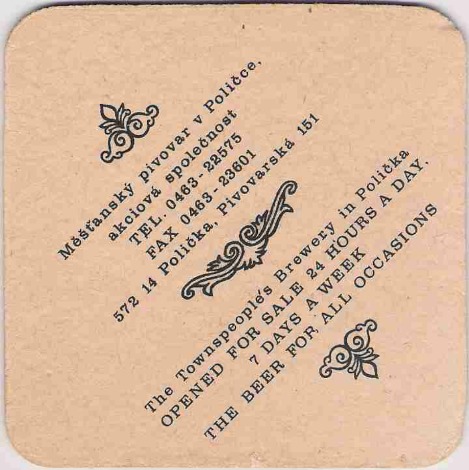 Měšťanský pivovar v Poličce,
akciová společnost
TEL. 0463-22575
FAX 0463-23601
572 14 Polička, Pivovarská 151
The Townspeople's Brewery in Polička
OPENED FOR SALE 24 HOURS A DAY,
7 DAYS A WEEK
THE BEER FOR ALL OCCASIONS